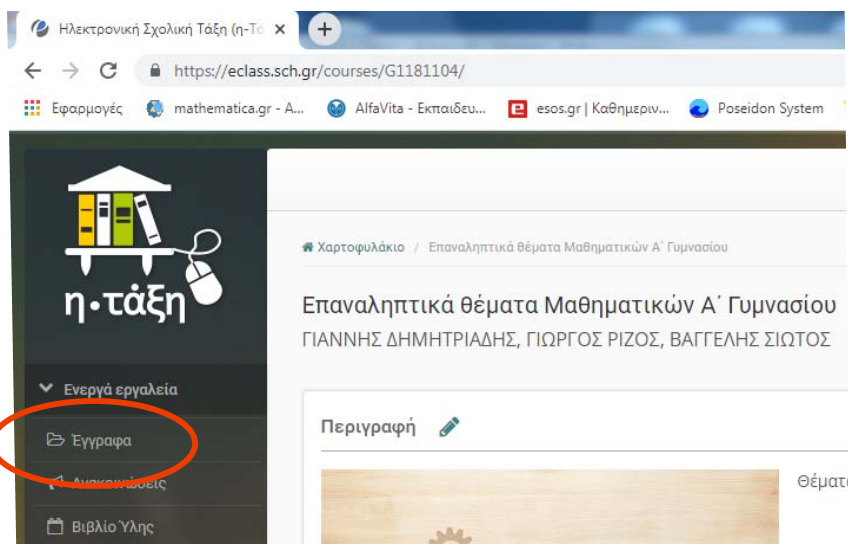 Ηλεκτρονική Σχολική Τάξη (η-Τά
https://eclass.sch.gr/courses/G1181104/
Εφαρμογές mathematica.gr - Α... AlfaVita - Εκπαιδευ... esos.gr | Καθημεριν... Poseidon System
η·τάξη
Χαρτοφυλάκιο / Επαναληπτικά θέματα Μαθηματικών Α΄ Γυμνασίου
Επαναληπτικά θέματα Μαθηματικών Α΄ Γυμνασίου
ΓΙΑΝΝΗΣ ΔΗΜΗΤΡΙΑΔΗΣ, ΓΙΩΡΓΟΣ ΡΙΖΟΣ, ΒΑΓΓΕΛΗΣ ΣΙΩΤΟΣ
Ενεργά εργαλεία
Έγγραφα
Ανακοινώσεις
Βιβλίο Ύλης
Περιγραφή
Θέματα